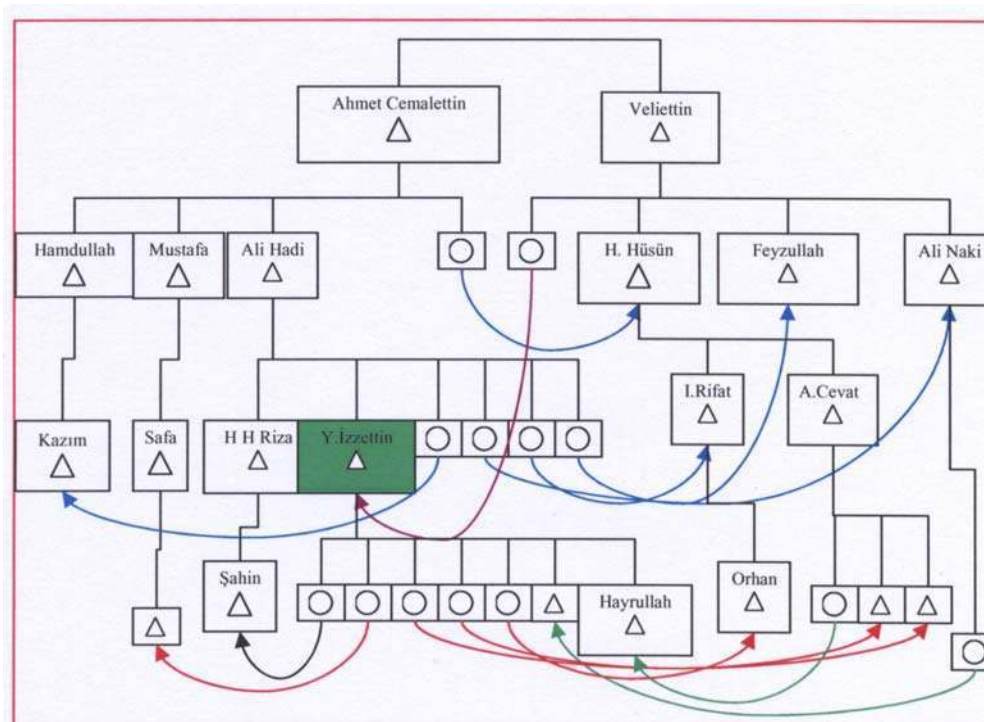 Ahmet Cemalettin
Veliettin
Hamdullah
Mustafa
Ali Hadi
H. Hüsün
Feyzullah
Ali Naki
I.Rifat
A.Cevat
Kazım
Safa
H H Riza
Y.İzzettin
Şahin
Hayrullah
Orhan